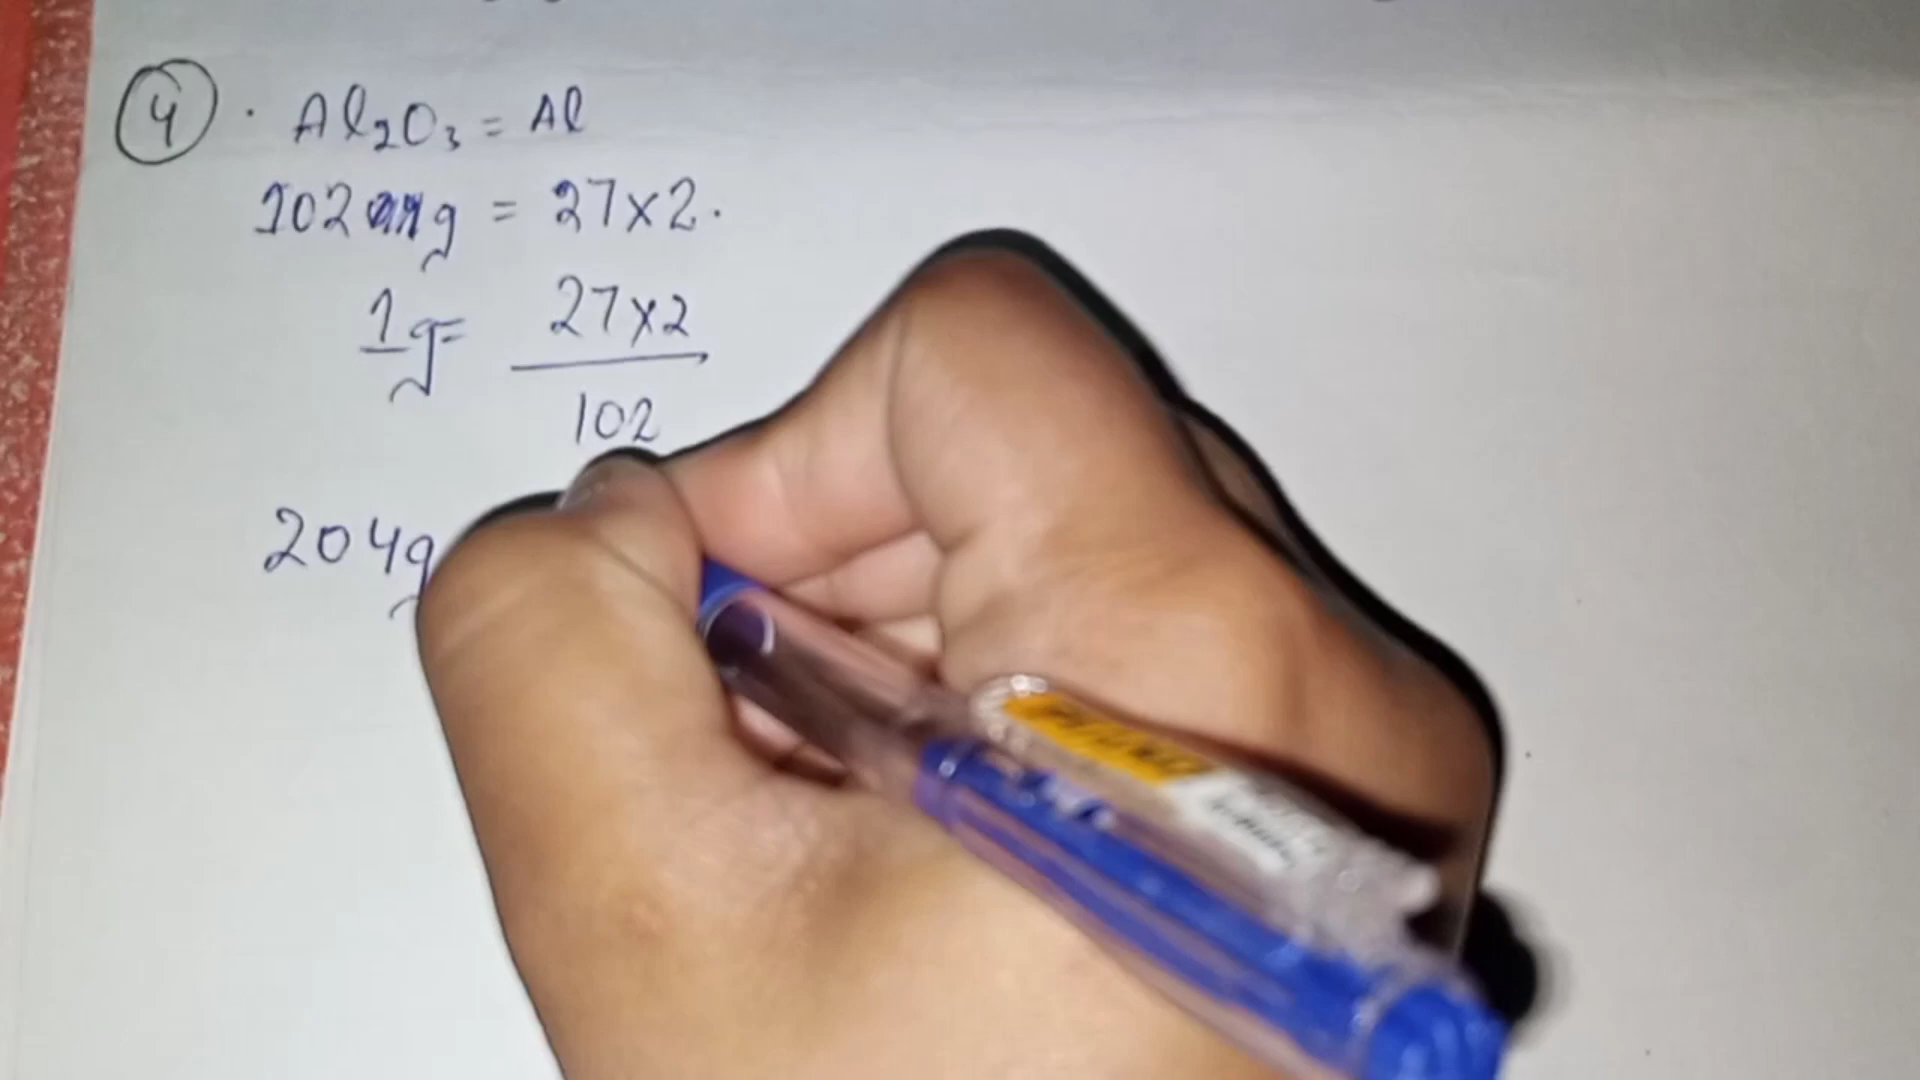 4 . Al₂O₃ = Al
102 g = 27×2.
1g = 27×2
102
204g